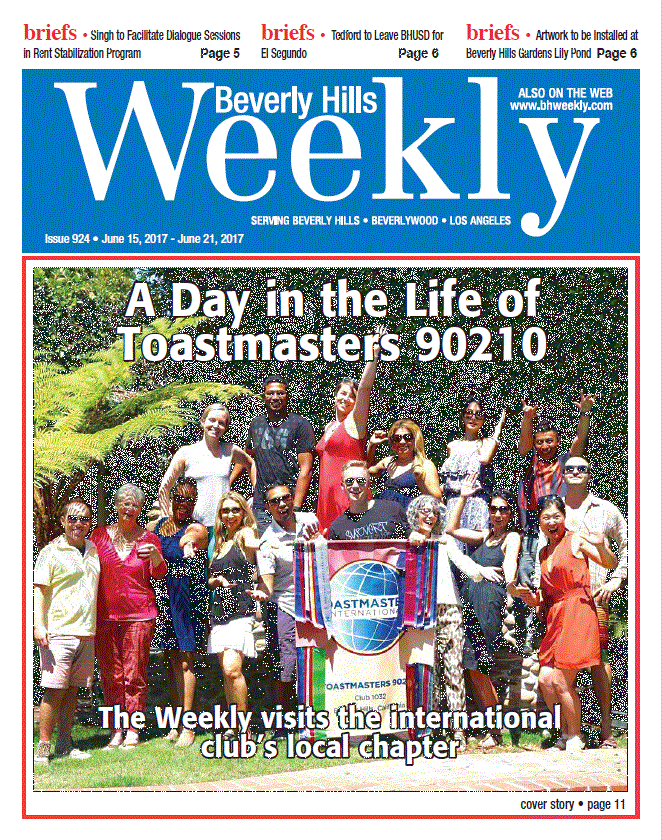 briefs • Singh to Facilitate Dialogue Sessions
in Rent Stabilization Program Page 5
briefs • Tedford to Leave BHUSD for
El Segundo Page 6
briefs • Artwork to be Installed at
Beverly Hills Gardens Lily Pond Page 6
Beverly Hills
Weekly
ALSO ON THE WEB
www.bhweekly.com
SERVING BEVERLY HILLS • BEVERLYWOOD • LOS ANGELES
Issue 924 • June 15, 2017 - June 21, 2017
A Day in the Life of
Toastmasters 90210
OASTMASTE
INTERNATION
TOASTMASTERS 902
Club 1032
The Weekly visits the international
club's local chapter
cover story • page 11